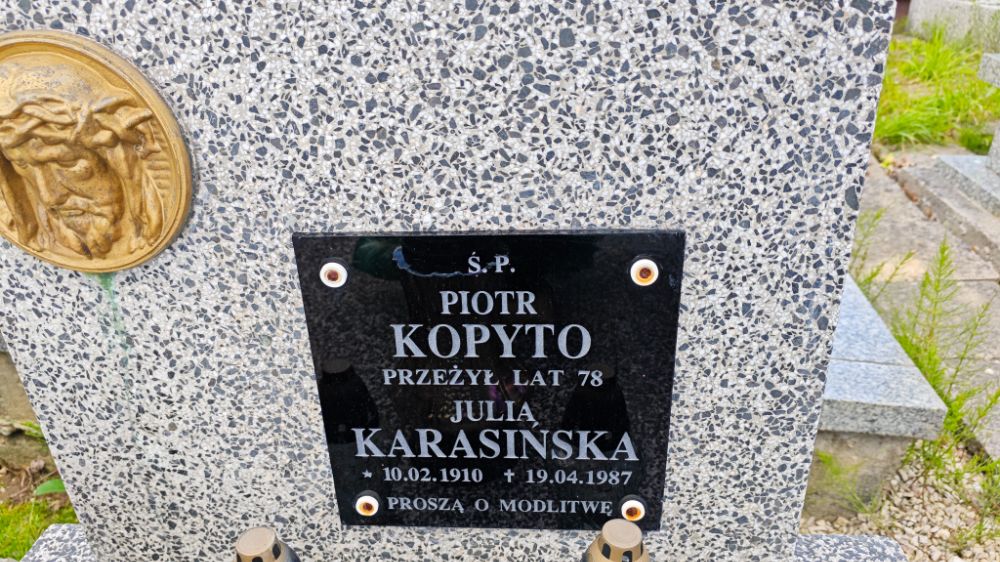 Ś.P.
PIOTR
KOPYTO
PRZEŻYŁ LAT 78
JULIA
KARASIŃSKA
★ 10.02.1910 ✝ 19.04.1987
PROSZĄ O MODLITWĘ